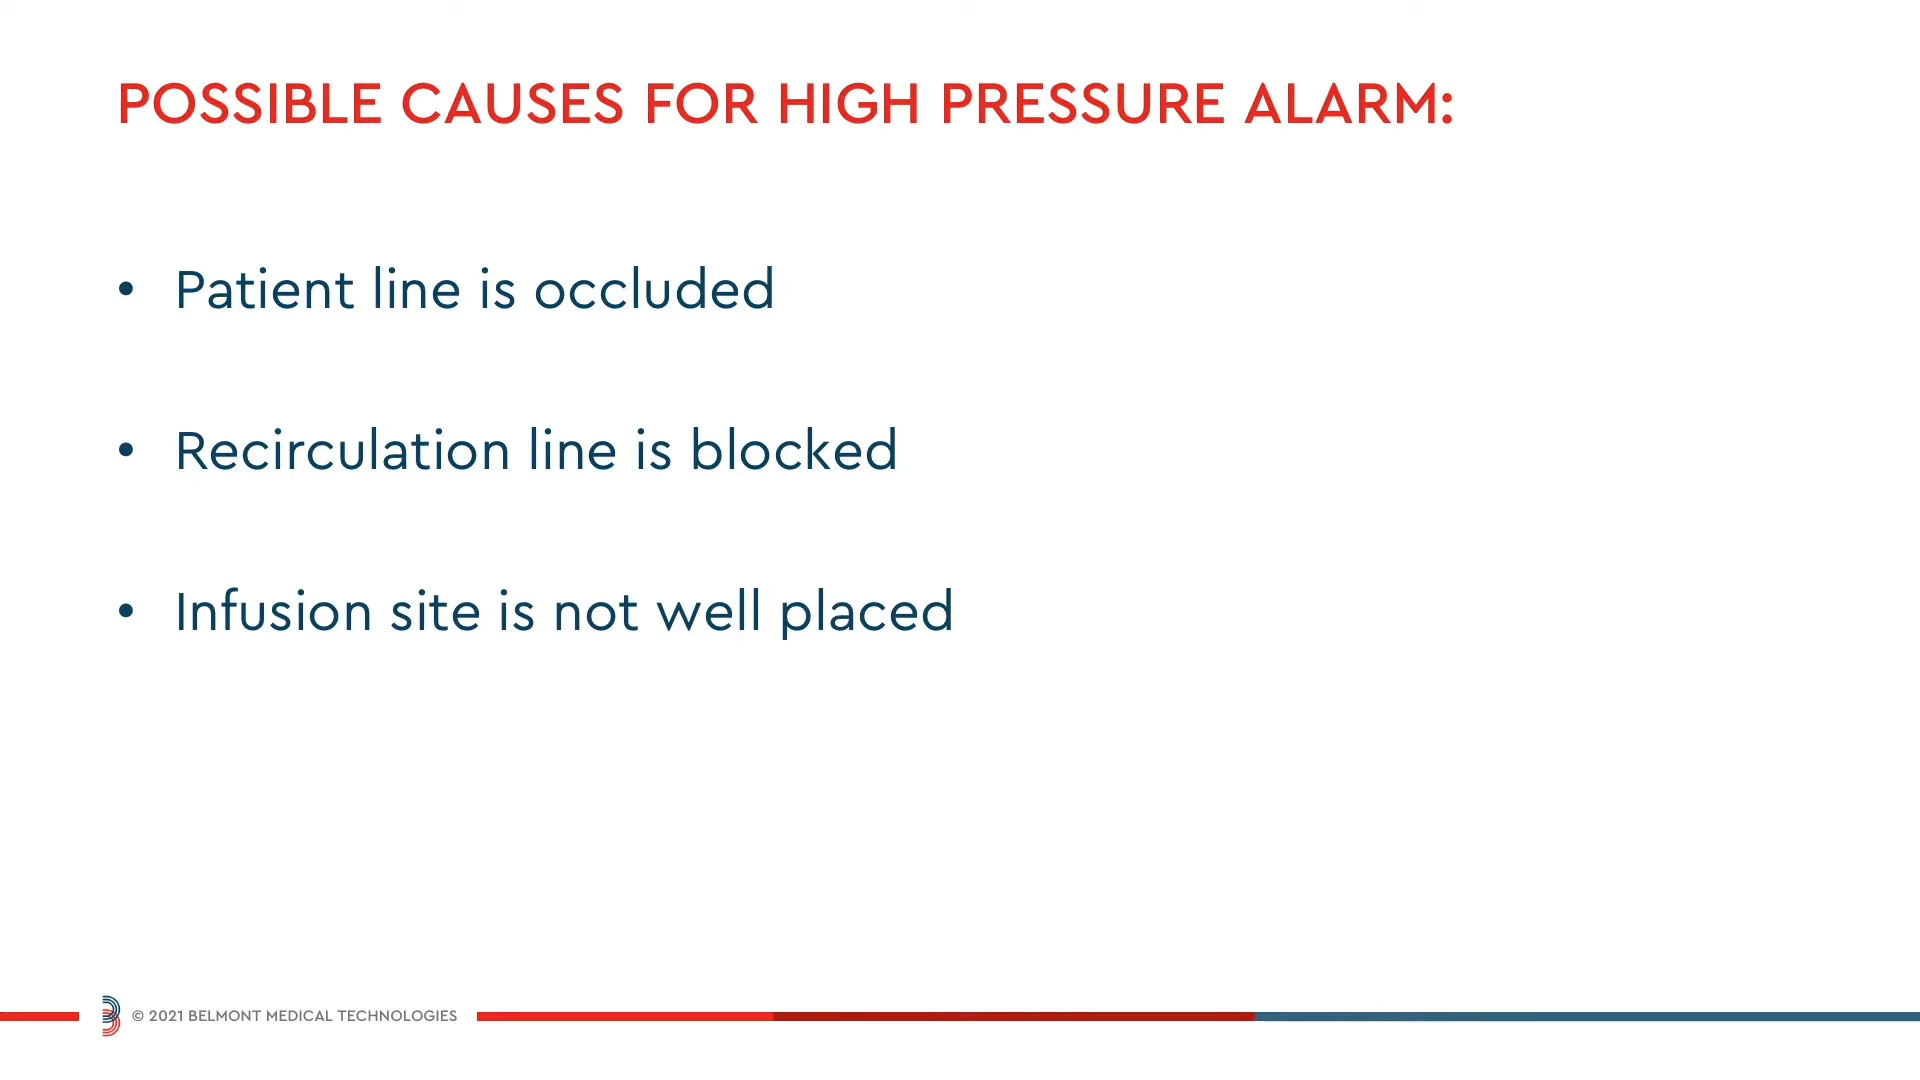 POSSIBLE CAUSES FOR HIGH PRESSURE ALARM:
• Patient line is occluded
• Recirculation line is blocked
• Infusion site is not well placed
© 2021 BELMONT MEDICAL TECHNOLOGIES